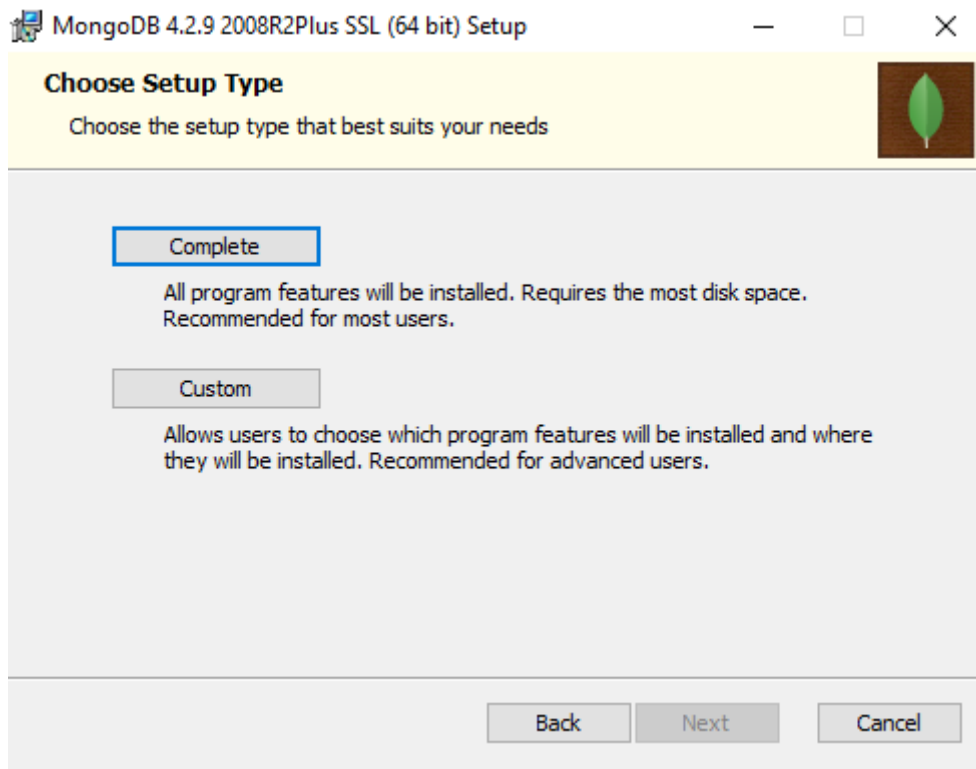 MongoDB 4.2.9 2008R2Plus SSL (64 bit) Setup
Choose Setup Type
Choose the setup type that best suits your needs
Complete
All program features will be installed. Requires the most disk space.
Recommended for most users.
Custom
Allows users to choose which program features will be installed and where
they will be installed. Recommended for advanced users.
Back Next Cancel